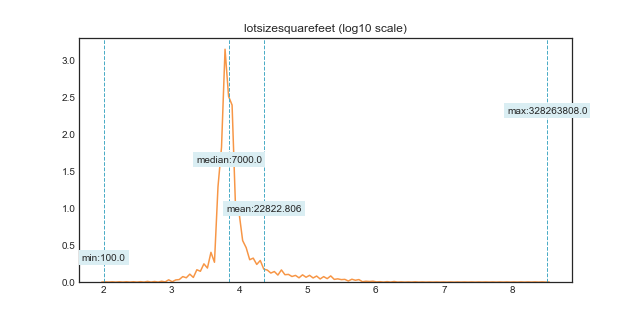 lotsizesquarefeet (log10 scale)
3.0
2.5
2.0
1.5
1.0
0.5
0.0
max:328263808.0
median:7000.0
mean:22822.806
min:100.0
2 3 4 5 6 7 8